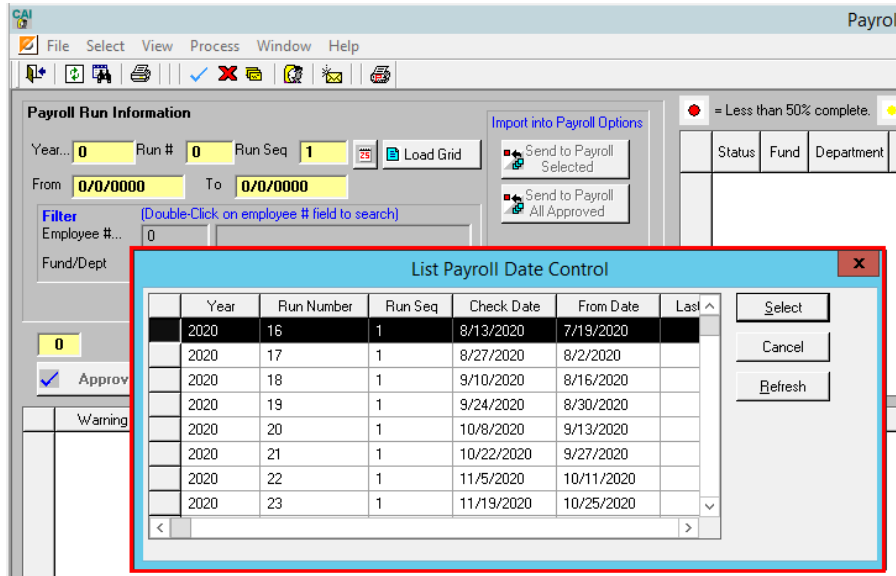 CAI
Payrol
File Select View Process Window Help
Payroll Run Information
Year... 0 Run # 0 Run Seq 1 25 Load Grid
From 0/0/0000 To 0/0/0000
Filter (Double-Click on employee # field to search)
Employee #... 0
Fund/Dept
Import into Payroll Options
Send to Payroll
Selected
Send to Payroll
All Approved
= Less than 50% complete.
Status Fund Department
0
Approv
Warning
List Payroll Date Control
x
Year Run Number Run Seq Check Date From Date Last
2020 16 1 8/13/2020 7/19/2020
2020 17 1 8/27/2020 8/2/2020
2020 18 1 9/10/2020 8/16/2020
2020 19 1 9/24/2020 8/30/2020
2020 20 1 10/8/2020 9/13/2020
2020 21 1 10/22/2020 9/27/2020
2020 22 1 11/5/2020 10/11/2020
2020 23 1 11/19/2020 10/25/2020
Select
Cancel
Refresh